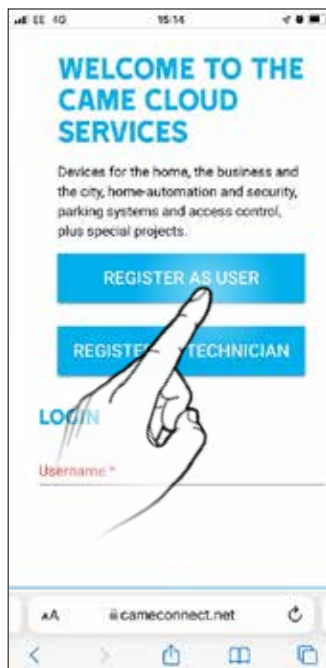 EE 4G 15:14
WELCOME TO THE
CAME CLOUD
SERVICES
Devices for the home, the business and
the city, home-automation and security,
parking systems and access control,
plus special projects.
REGISTER AS USER
REGISTER TECHNICIAN
LOGIN
Username *
AA cameconnect.net